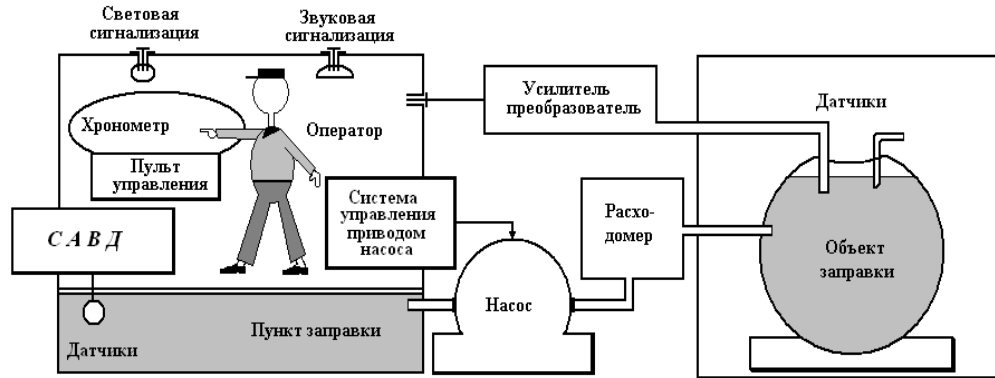 Световая
сигнализация
Звуковая
сигнализация
Хронометр
Оператор
Пульт
управления
САВД
Датчики
Пункт заправки
Система
управления
приводом
насоса
Насос
Усилитель
преобразователь
Расхо-
домер
Датчики
Объект
заправки